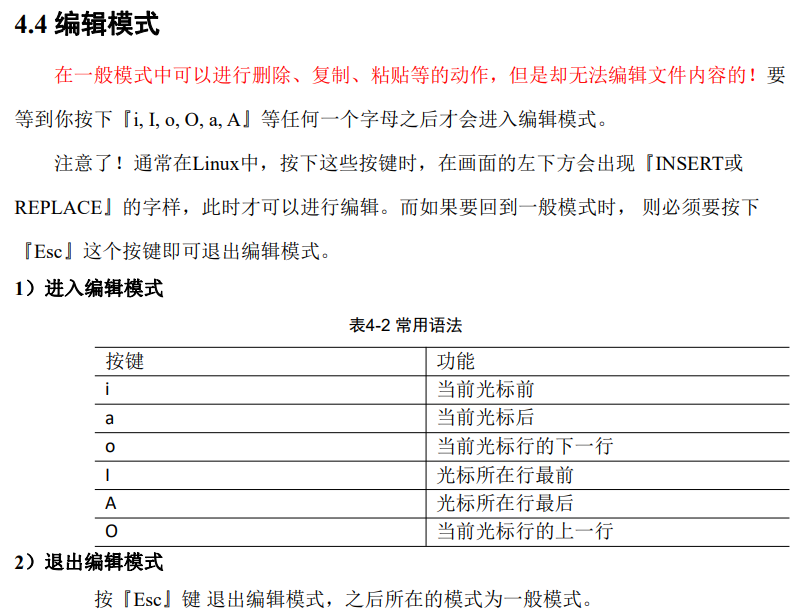 4.4 编辑模式
在一般模式中可以进行删除、复制、粘贴等的动作，但是却无法编辑文件内容的！要
等到你按下『i, I, o, O, a, A』等任何一个字母之后才会进入编辑模式。
注意了！通常在Linux中，按下这些按键时，在画面的左下方会出现『INSERT或
REPLACE』的字样，此时才可以进行编辑。而如果要回到一般模式时， 则必须要按下
『Esc』这个按键即可退出编辑模式。
1）进入编辑模式
表4-2 常用语法
按键 功能
i 当前光标前
a 当前光标后
o 当前光标行的下一行
I 光标所在行最前
A 光标所在行最后
O 当前光标行的上一行
2）退出编辑模式
按『Esc』键 退出编辑模式，之后所在的模式为一般模式。